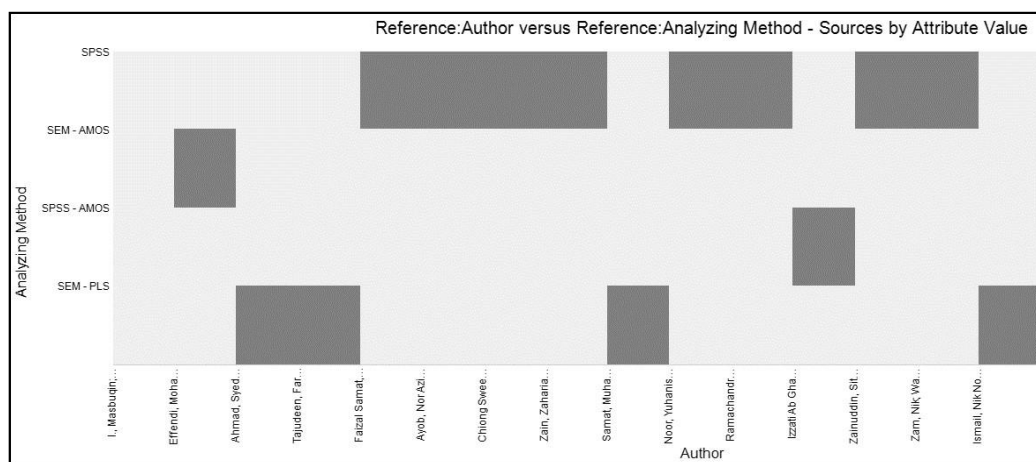 Reference:Author versus Reference:Analyzing Method - Sources by Attribute Value
Analyzing Method
SPSS
SEM - AMOS
SPSS - AMOS
SEM - PLS
I., Masbuqin,...
Effendi, Moha...
Ahmad, Syed...
Tajudeen, Far...
Faizal Samat,...
Ayob, Nor Azi...
Chiong Swee...
Zain, Zaharia...
Samat, Muha...
Noor, Yuhanis...
Ramachandr...
Izzati Ab Gha...
Zainuddin, Sit...
Zam, Nik, Wa...
Ismail, Nik No...
Author